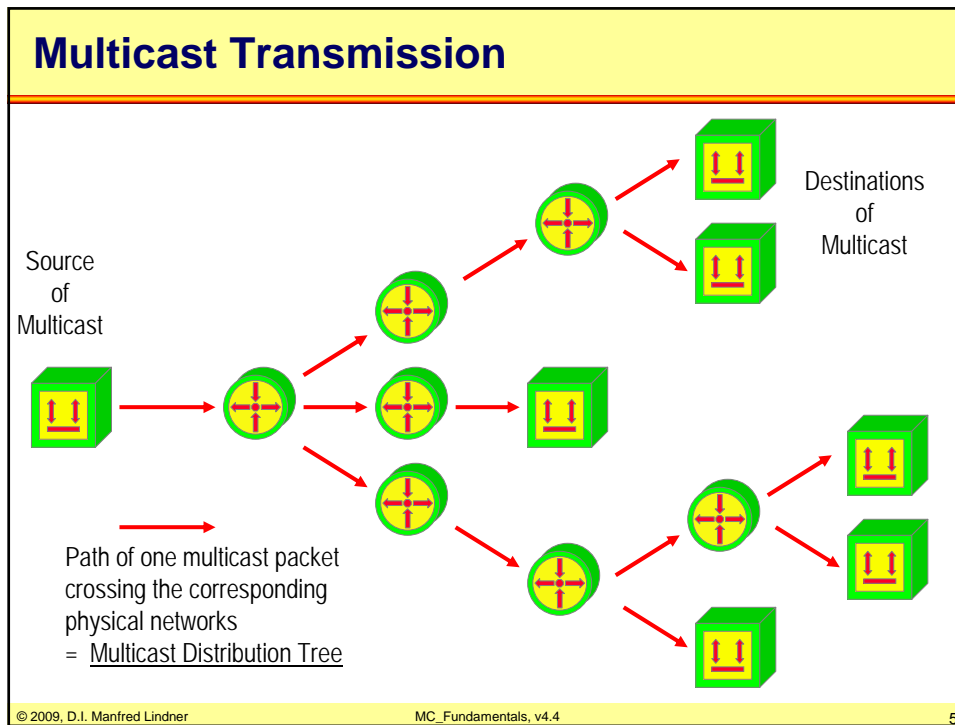 Multicast Transmission
Destinations
of
Multicast
Source
of
Multicast
Path of one multicast packet
crossing the corresponding
physical networks
= Multicast Distribution Tree
© 2009, D.I. Manfred Lindner
MC_Fundamentals, v4.4
5